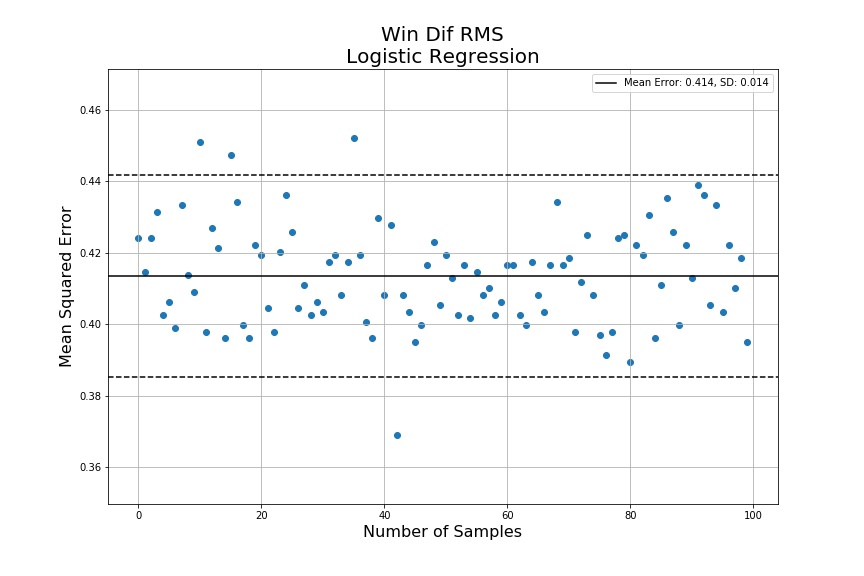 Win Dif RMS
Logistic Regression
Mean Error: 0.414, SD: 0.014
Mean Squared Error
0.46
0.44
0.42
0.40
0.38
0.36
0
20
40
60
80
100
Number of Samples